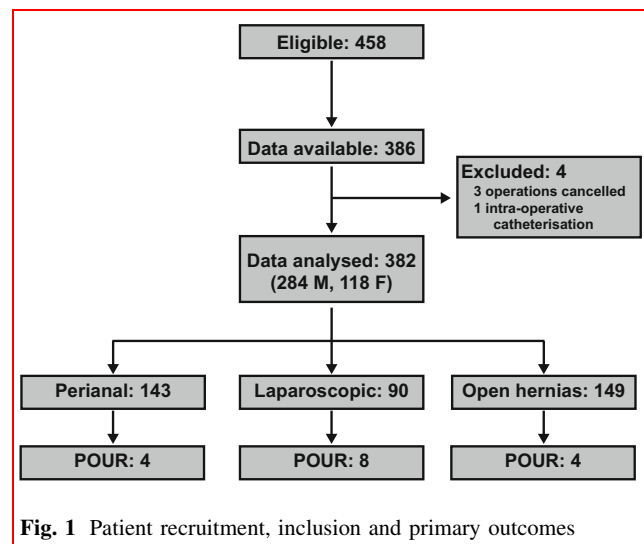 Eligible: 458
Data available: 386
Excluded: 4
3 operations cancelled
1 intra-operative
catheterisation
Data analysed: 382
(284 M, 118 F)
Perianal: 143
Laparoscopic: 90
Open hernias: 149
POUR: 4
POUR: 8
POUR: 4
Fig. 1 Patient recruitment, inclusion and primary outcomes